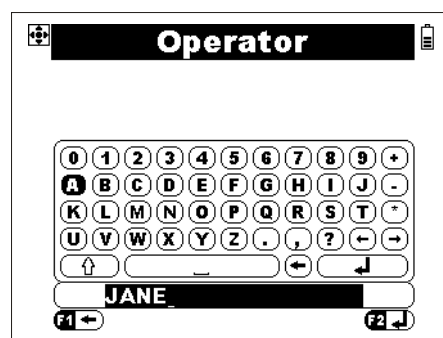 Operator
0 1 2 3 4 5 6 7 8 9 +
A B C D E F G H I J -
K L M N O P Q R S T *
U V W X Y Z . , ? ← →
⇧ ⎵ ← ↵
JANE_
F1 ← F2 ↵